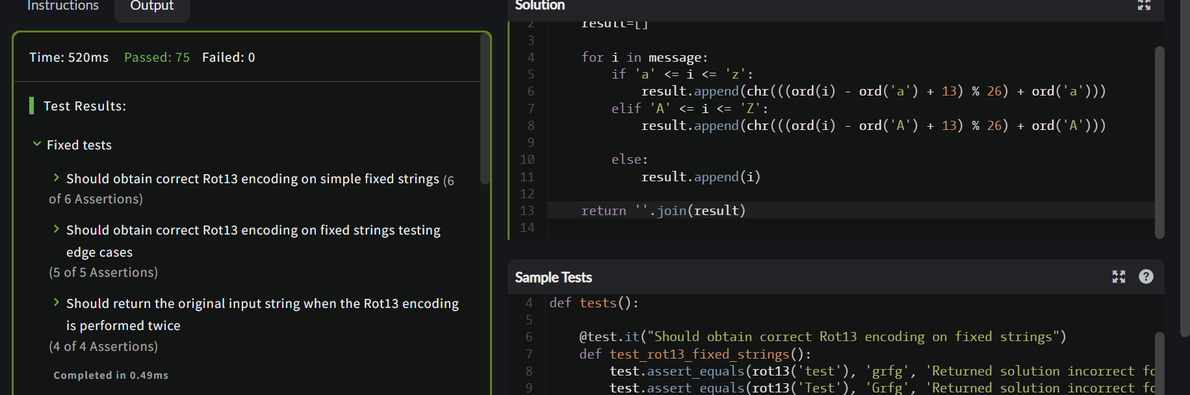 Instructions Output
Time: 520ms Passed: 75 Failed: 0
Test Results:
Fixed tests
Should obtain correct Rot13 encoding on simple fixed strings (6
of 6 Assertions)
Should obtain correct Rot13 encoding on fixed strings testing
edge cases
(5 of 5 Assertions)
Should return the original input string when the Rot13 encoding
is performed twice
(4 of 4 Assertions)
Completed in 0.49ms
Solution
2 result=[]
3
4 for i in message:
5 if 'a' <= i <= 'z':
6 result.append(chr(((ord(i) - ord('a') + 13) % 26) + ord('a')))
7 elif 'A' <= i <= 'Z':
8 result.append(chr(((ord(i) - ord('A') + 13) % 26) + ord('A')))
9
10 else:
11 result.append(i)
12
13 return ''.join(result)
14
Sample Tests
4 def tests():
5
6 @test.it("Should obtain correct Rot13 encoding on fixed strings")
7 def test_rot13_fixed_strings():
8 test.assert_equals(rot13('test'), 'grfg', 'Returned solution incorrect fo
9 test.assert_equals(rot13('Test'), 'Grfg', 'Returned solution incorrect fo